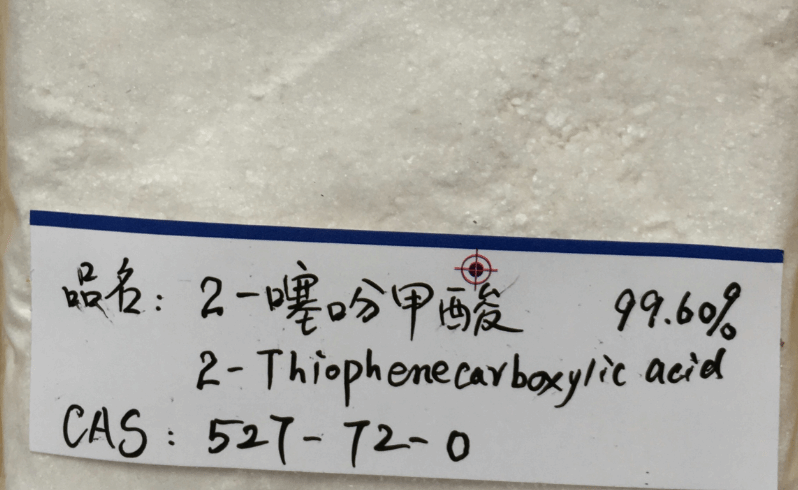 品名: 2-噻吩甲酸 99.60%
2-Thiophenecarboxylic acid
CAS: 527-72-0